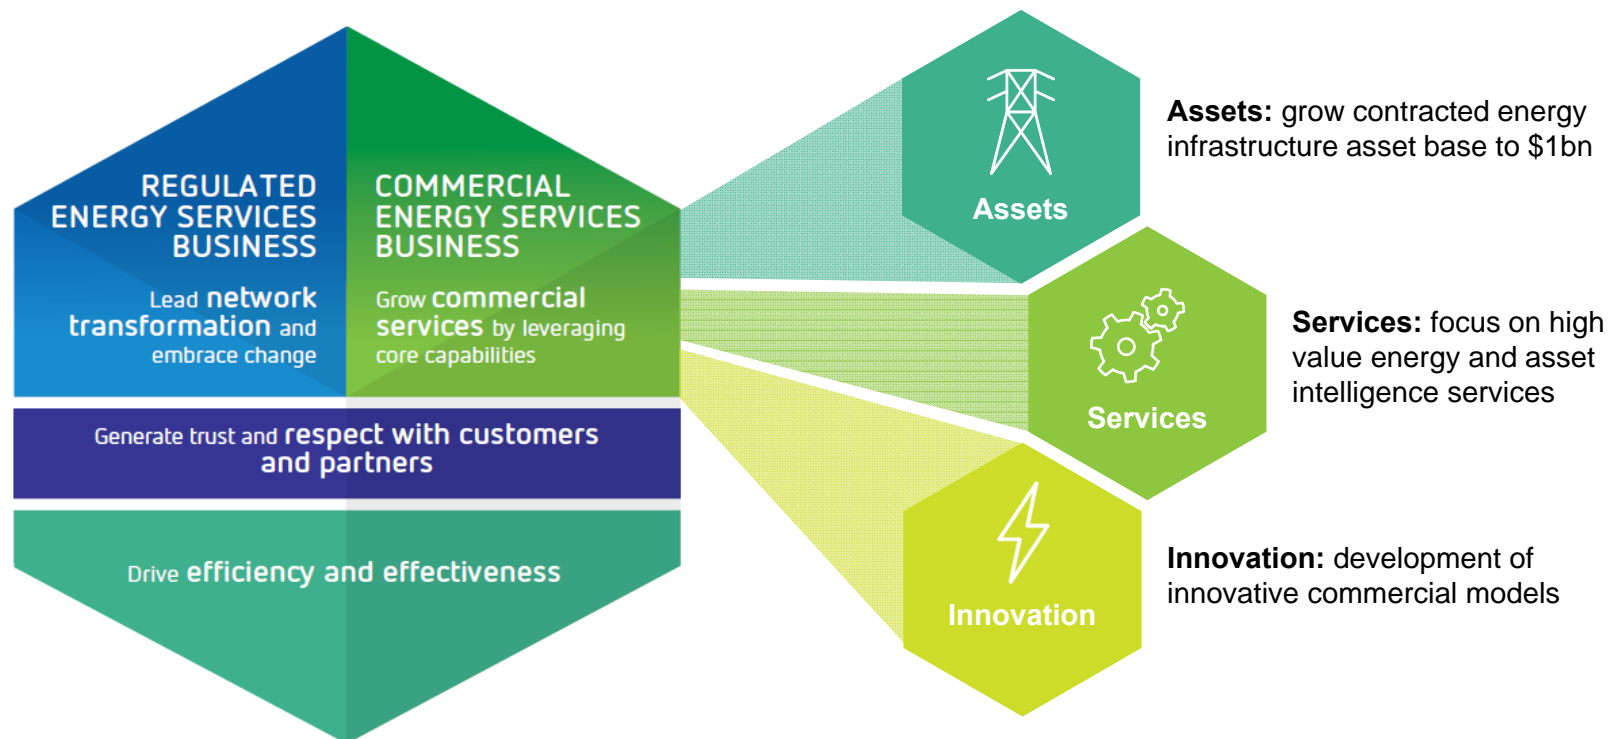 REGULATED
ENERGY SERVICES
BUSINESS
Lead network
transformation and
embrace change
COMMERCIAL
ENERGY SERVICES
BUSINESS
Grow commercial
services by leveraging
core capabilities
Generate trust and respect with customers
and partners
Drive efficiency and effectiveness
Assets
Assets: grow contracted energy
infrastructure asset base to $1bn
Services
Services: focus on high
value energy and asset
intelligence services
Innovation
Innovation: development of
innovative commercial models